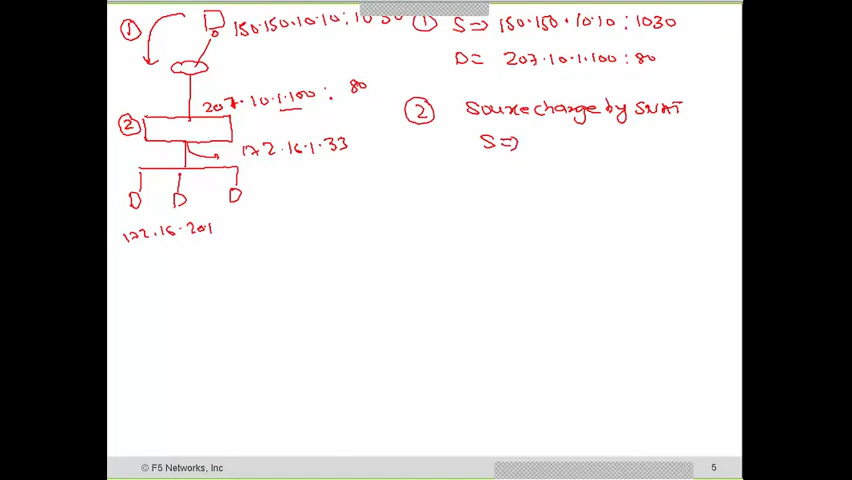 ①
150.150.10.10 ; 1030
207.10.1.100 : 80
②
172.16.1.33
D D D
172.16.20.1
① S => 150.150.10.10 ; 1030
D = 207.10.1.100 : 80
② Source change by SNAT
S =>
© F5 Networks, Inc
5